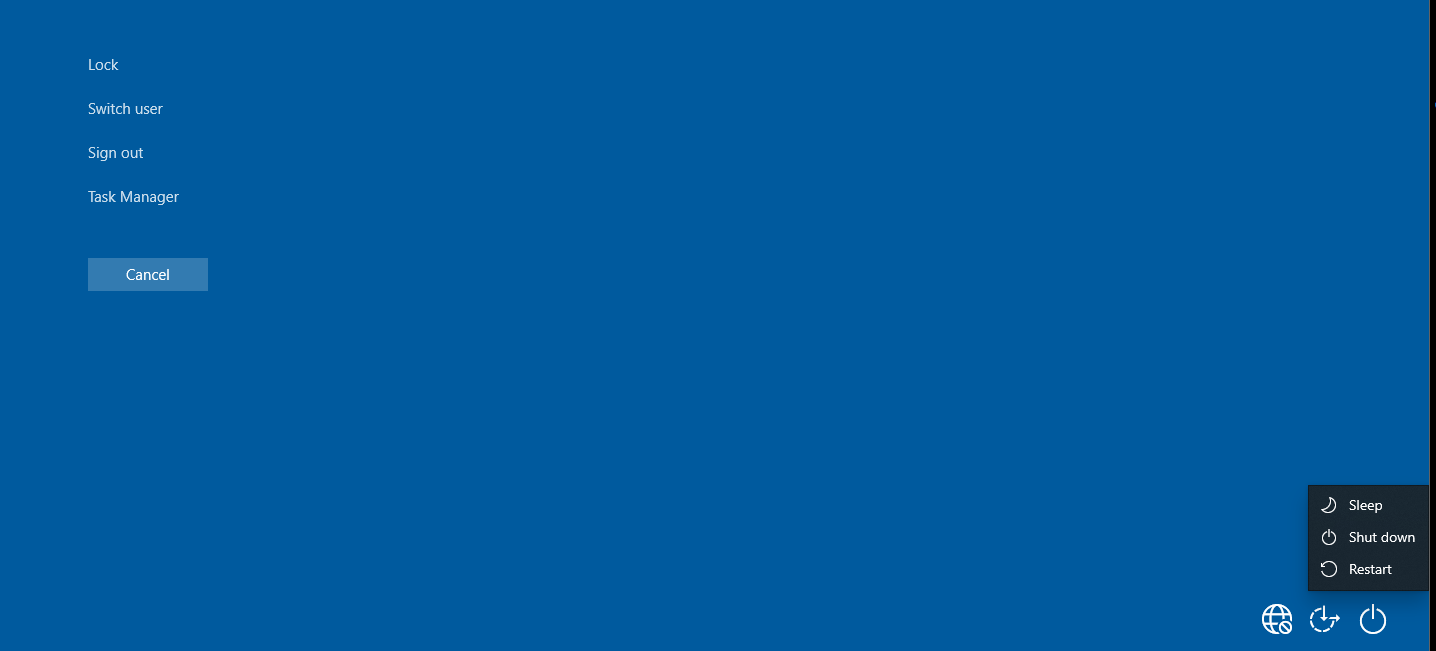 Lock
Switch user
Sign out
Task Manager
Cancel
Sleep
Shut down
Restart